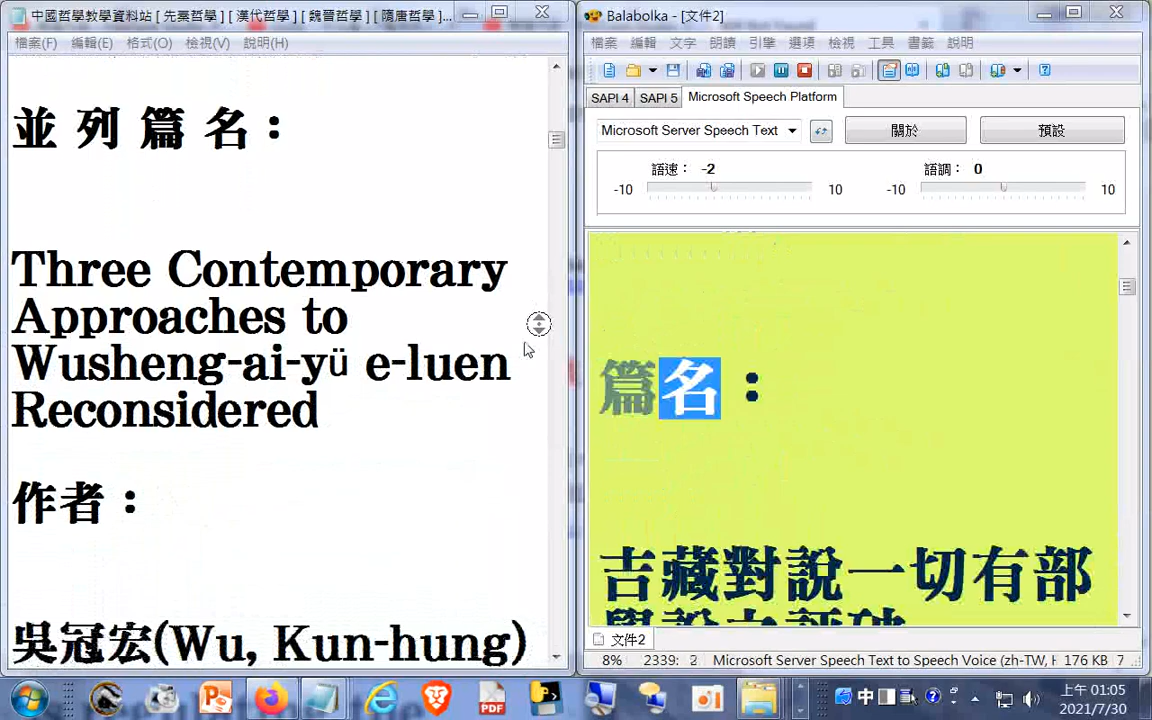 中國哲學教學資料站 [ 先秦哲學 ] [ 漢代哲學 ] [ 魏晉哲學 ] [ 隋唐哲學 ]...
檔案(F) 編輯(E) 格式(O) 檢視(V) 說明(H)
並 列 篇 名：
Three Contemporary
Approaches to
Wusheng-ai-yü e-luen
Reconsidered
作者：
吳冠宏(Wu, Kun-hung)
Balabolka - [文件2]
檔案 編輯 文字 朗讀 引擎 選項 檢視 工具 書籤 說明
SAPI 4 SAPI 5 Microsoft Speech Platform
Microsoft Server Speech Text 關於 預設
語速： -2 語調： 0
-10 10 -10 10
篇名：
吉藏對說一切有部
文件2
8% 2339: 2 Microsoft Server Speech Text to Speech Voice (zh-TW, H 176 KB 7
中
上午 01:05
2021/7/30